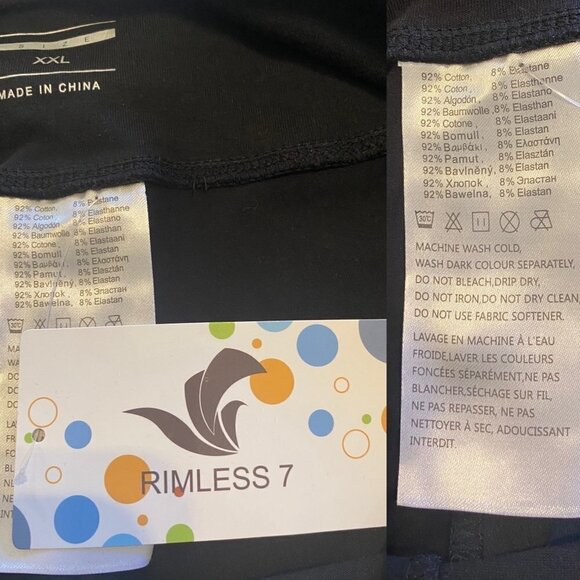 SIZE
XXL
MADE IN CHINA
92% Cotton, 8% Elastane
92% Coton, 8% Elasthanne
92% Algodón, 8% Elastano
92% Baumwolle 8% Elasthan
92% Cotone, 8% Elastaani
92% Bomull, 8% Elastan
92% Βαμβάκι, 8% Ελαστάνη
92% Pamut, 8% Elasztán
92% Bavlněný, 8% Elastan
92% Хлопок, 8% Эластан
92% Bawelna, 8% Elastan
30°C
DO
DO
DO
RIMLESS 7
92% Cotton, 8% Elastane
92% Coton, 8% Elasthanne
92% Algodón, 8% Elastano
92% Baumwolle, 8% Elasthan
92% Cotone, 8% Elastaani
92% Bomull, 8% Elastan
92% Βαμβάκι, 8% Ελαστάνη
92% Pamut, 8% Elasztán
92% Bavlněný, 8% Elastan
92% Хлопок, 8% Эластан
92% Bawelna, 8% Elastan
30°C
MACHINE WASH COLD,
WASH DARK COLOUR SEPARATELY,
DO NOT BLEACH,DRIP DRY,
DO NOT IRON,DO NOT DRY CLEAN
DO NOT USE FABRIC SOFTENER.
LAVAGE EN MACHINE À L'EAU
FROIDE,LAVER LES COULEURS
FONCÉES SÉPARÉMENT,NE PAS
BLANCHER,SÉCHAGE SUR FIL,
NE PAS REPASSER, NE PAS
NETTOYER À SEC, ADOUCISSANT
INTERDIT.